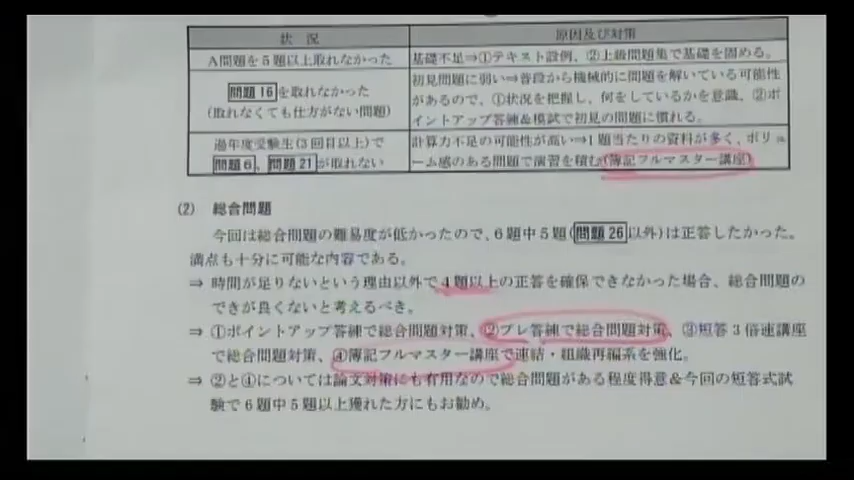 状況 原因及び対策
A問題を5題以上取れなかった 基礎不足⇒①テキスト設例、②上級問題集で基礎を固める。
問題16を取れなかった
(取れなくても仕方がない問題)
初見問題に弱い⇒普段から機械的に問題を解いている可能性
があるので、①状況を把握し、何をしているかを意識、②ポ
イントアップ答練&模試で初見の問題に慣れる。
過年度受験生(3回目以上)で
問題6、問題21が取れない
計算力不足の可能性が高い⇒1題当たりの資料が多く、ボリュ
ーム感のある問題で演習を積む(簿記フルマスター講座)
(2) 総合問題
今回は総合問題の難易度が低かったので、6題中5題(問題26以外)は正答したかった。
満点も十分に可能な内容である。
⇒ 時間が足りないという理由以外で4題以上の正答を確保できなかった場合、総合問題の
できが良くないと考えるべき。
⇒ ①ポイントアップ答練で総合問題対策、②プレ答練で総合問題対策、③短答3倍速講座
で総合問題対策、④簿記フルマスター講座で連結・組織再編系を強化。
⇒ ②と④については論文対策にも有用なので総合問題がある程度得意&今回の短答式試
験で6題中5題以上獲れた方にもお勧め。